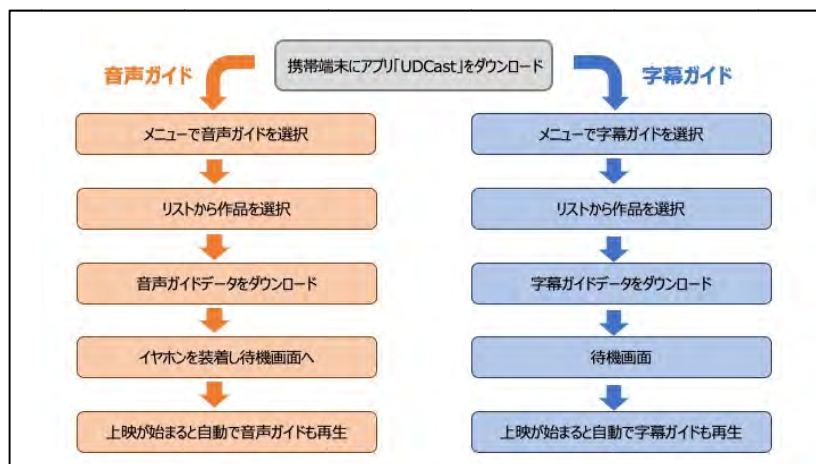 携帯端末にアプリ「UDCast」をダウンロード
音声ガイド
メニューで音声ガイドを選択
リストから作品を選択
音声ガイドデータをダウンロード
イヤホンを装着し待機画面へ
上映が始まると自動で音声ガイドも再生
字幕ガイド
メニューで字幕ガイドを選択
リストから作品を選択
字幕ガイドデータをダウンロード
待機画面
上映が始まると自動で字幕ガイドも再生